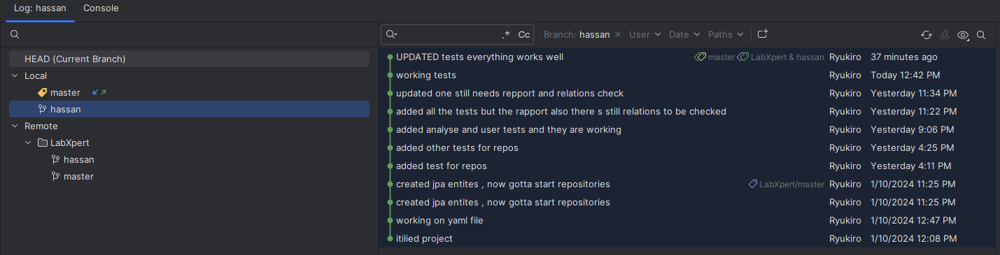 Log: hassan Console
.* Cc Branch: hassan × User Date Paths
HEAD (Current Branch)
Local
master
hassan
Remote
LabXpert
hassan
master
UPDATED tests everything works well master LabXpert & hassan Ryukiro 37 minutes ago
working tests Ryukiro Today 12:42 PM
updated one still needs repport and relations check Ryukiro Yesterday 11:34 PM
added all the tests but the rapport also there s still relations to be checked Ryukiro Yesterday 11:22 PM
added analyse and user tests and they are working Ryukiro Yesterday 9:06 PM
added other tests for repos Ryukiro Yesterday 4:25 PM
added test for repos Ryukiro Yesterday 4:11 PM
created jpa entites , now gotta start repositories LabXpert/master Ryukiro 1/10/2024 11:25 PM
created jpa entites , now gotta start repositories Ryukiro 1/10/2024 11:25 PM
working on yaml file Ryukiro 1/10/2024 12:47 PM
itilied project Ryukiro 1/10/2024 12:08 PM